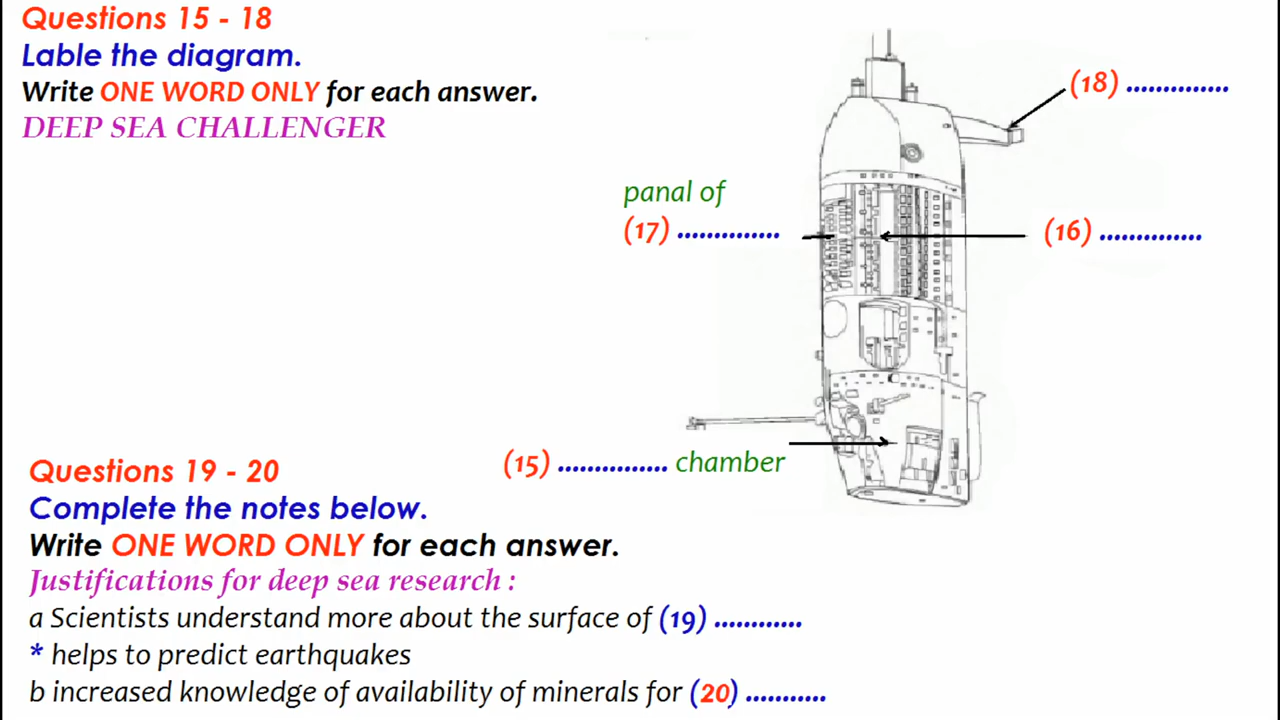 Questions 15 - 18
Lable the diagram.
Write ONE WORD ONLY for each answer.
DEEP SEA CHALLENGER
(18) ..............
panal of
(17) ..............
(16) ..............
(15) ............... chamber
Questions 19 - 20
Complete the notes below.
Write ONE WORD ONLY for each answer.
Justifications for deep sea research :
a Scientists understand more about the surface of (19) ............
* helps to predict earthquakes
b increased knowledge of availability of minerals for (20) ...........